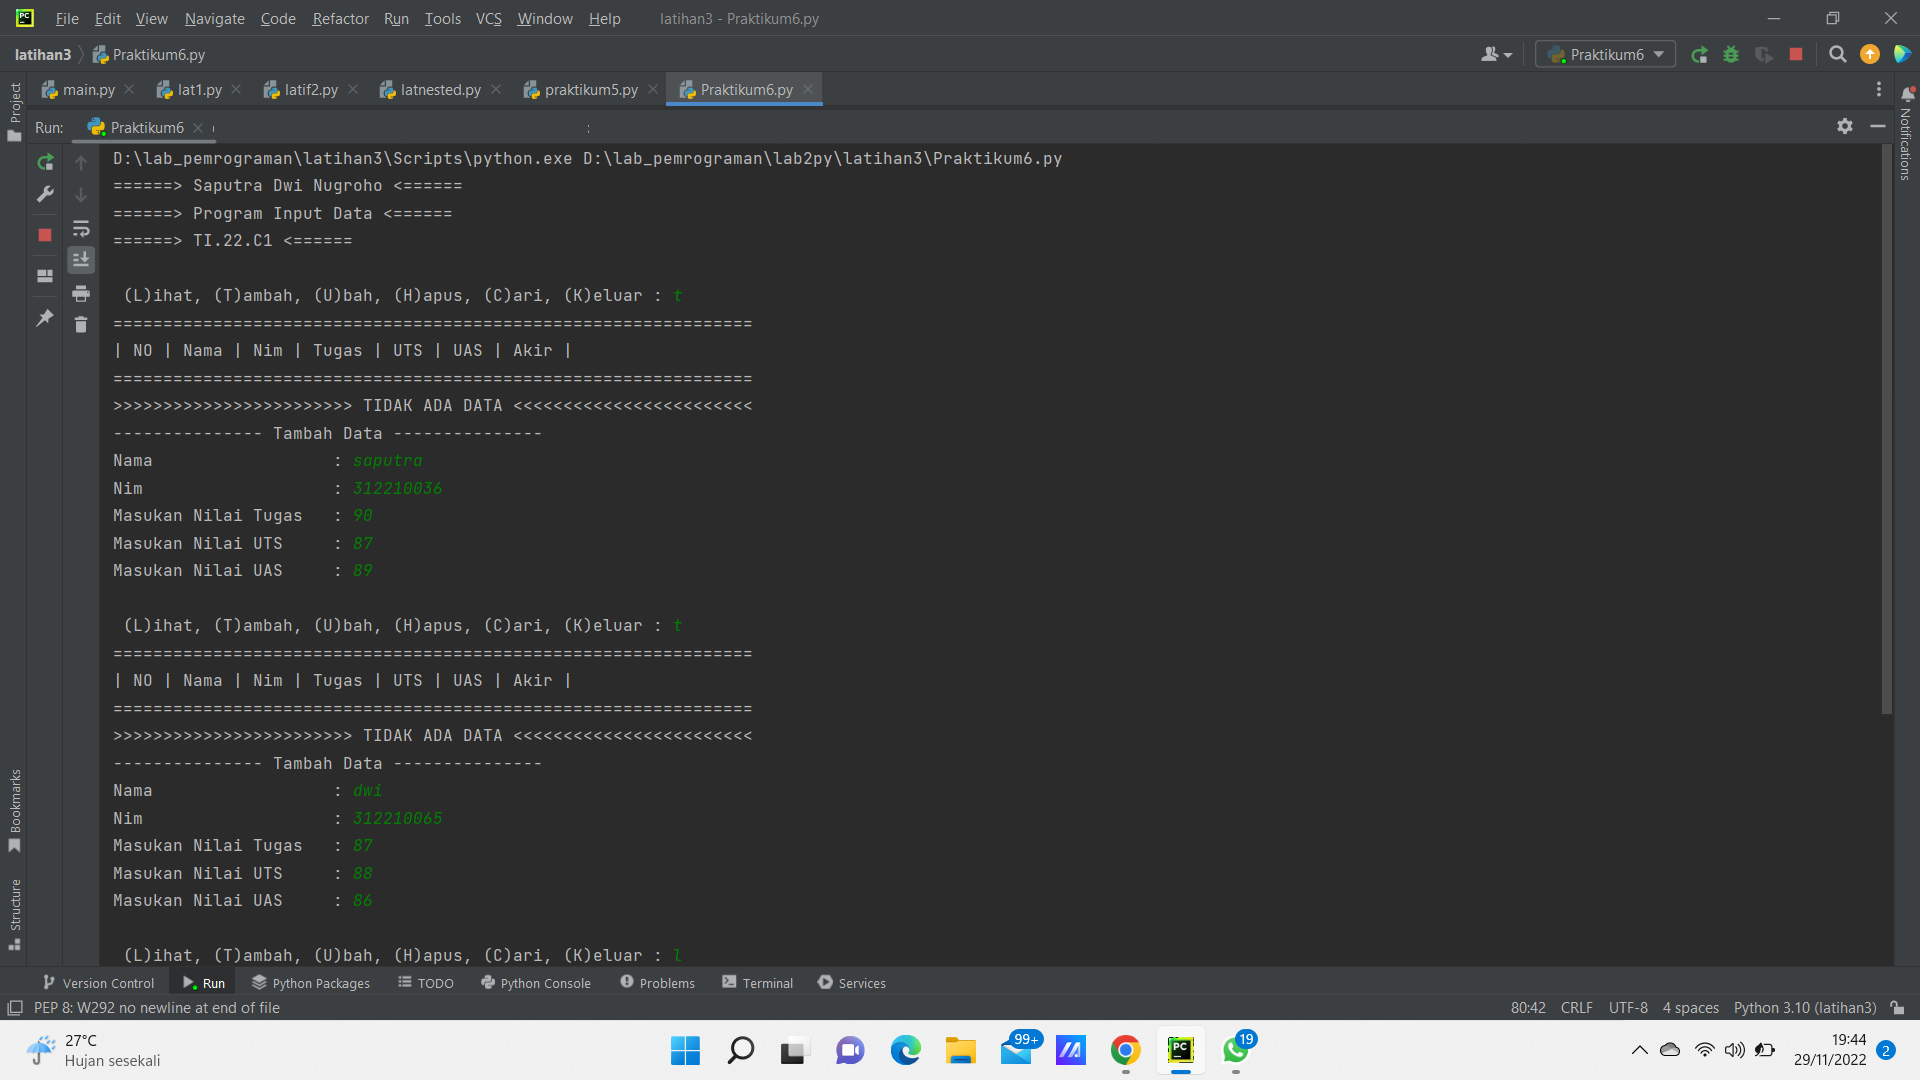 File Edit View Navigate Code Refactor Run Tools VCS Window Help latihan3 - Praktikum6.py
latihan3 Praktikum6.py Praktikum6
Project main.py lat1.py latif2.py latnested.py praktikum5.py Praktikum6.py Notifications
Run: Praktikum6
D:\lab_pemrograman\latihan3\Scripts\python.exe D:\lab_pemrograman\lab2py\latihan3\Praktikum6.py
======> Saputra Dwi Nugroho <======
======> Program Input Data <======
======> TI.22.C1 <======
(L)ihat, (T)ambah, (U)bah, (H)apus, (C)ari, (K)eluar : t
================================================================
| NO | Nama | Nim | Tugas | UTS | UAS | Akir |
================================================================
>>>>>>>>>>>>>>>>>>>>>>>> TIDAK ADA DATA <<<<<<<<<<<<<<<<<<<<<<<<
--------------- Tambah Data ---------------
Nama : saputra
Nim : 312210036
Masukan Nilai Tugas : 90
Masukan Nilai UTS : 87
Masukan Nilai UAS : 89
(L)ihat, (T)ambah, (U)bah, (H)apus, (C)ari, (K)eluar : t
================================================================
| NO | Nama | Nim | Tugas | UTS | UAS | Akir |
================================================================
>>>>>>>>>>>>>>>>>>>>>>>> TIDAK ADA DATA <<<<<<<<<<<<<<<<<<<<<<<<
--------------- Tambah Data ---------------
Nama : dwi
Nim : 312210065
Masukan Nilai Tugas : 87
Masukan Nilai UTS : 88
Masukan Nilai UAS : 86
(L)ihat, (T)ambah, (U)bah, (H)apus, (C)ari, (K)eluar : l
Bookmarks
Structure
Version Control Run Python Packages TODO Python Console Problems Terminal Services
PEP 8: W292 no newline at end of file 80:42 CRLF UTF-8 4 spaces Python 3.10 (latihan3)
27°C 99+ PC 19 19:44
Hujan sesekali 29/11/2022 2